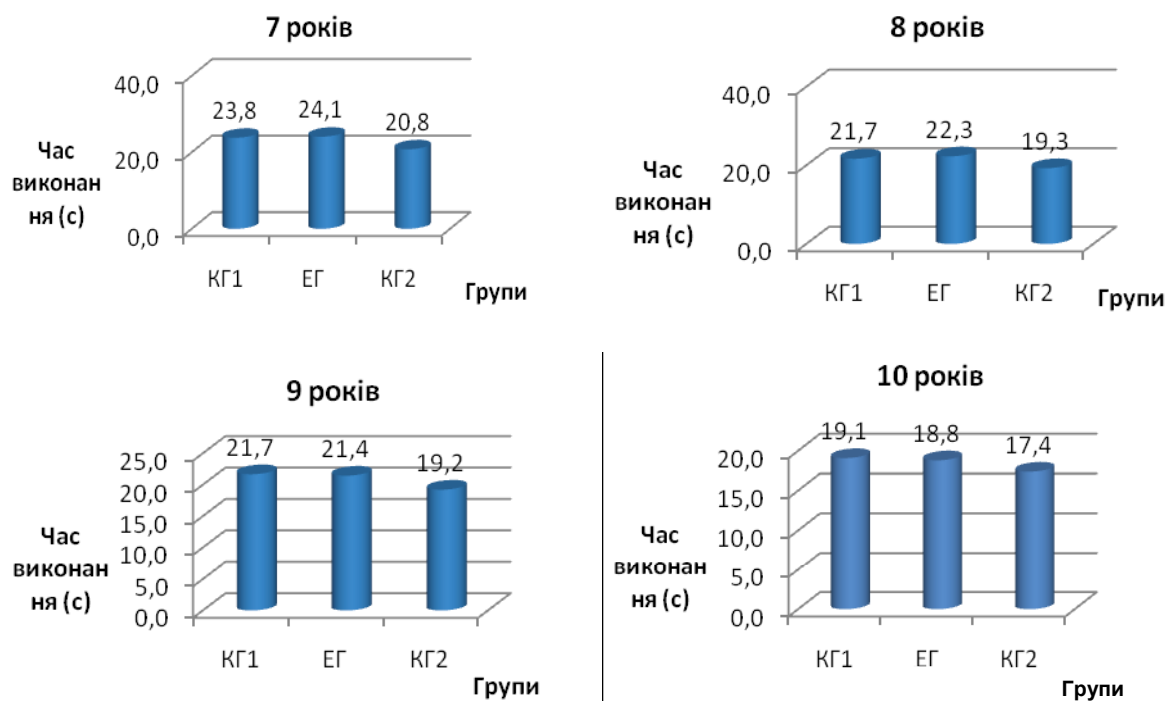 7 років
40,0
20,0
0,0
23,8 24,1 20,8
Час
виконан
ня (с)
КГ1 ЕГ КГ2
Групи
8 років
40,0
20,0
0,0
21,7 22,3 19,3
Час
виконан
ня (с)
КГ1 ЕГ КГ2
Групи
9 років
25,0
20,0
15,0
10,0
5,0
0,0
21,7 21,4 19,2
Час
виконан
ня (с)
КГ1 ЕГ КГ2
Групи
10 років
20,0
15,0
10,0
5,0
0,0
19,1 18,8 17,4
Час
виконан
ня (с)
КГ1 ЕГ КГ2
Групи